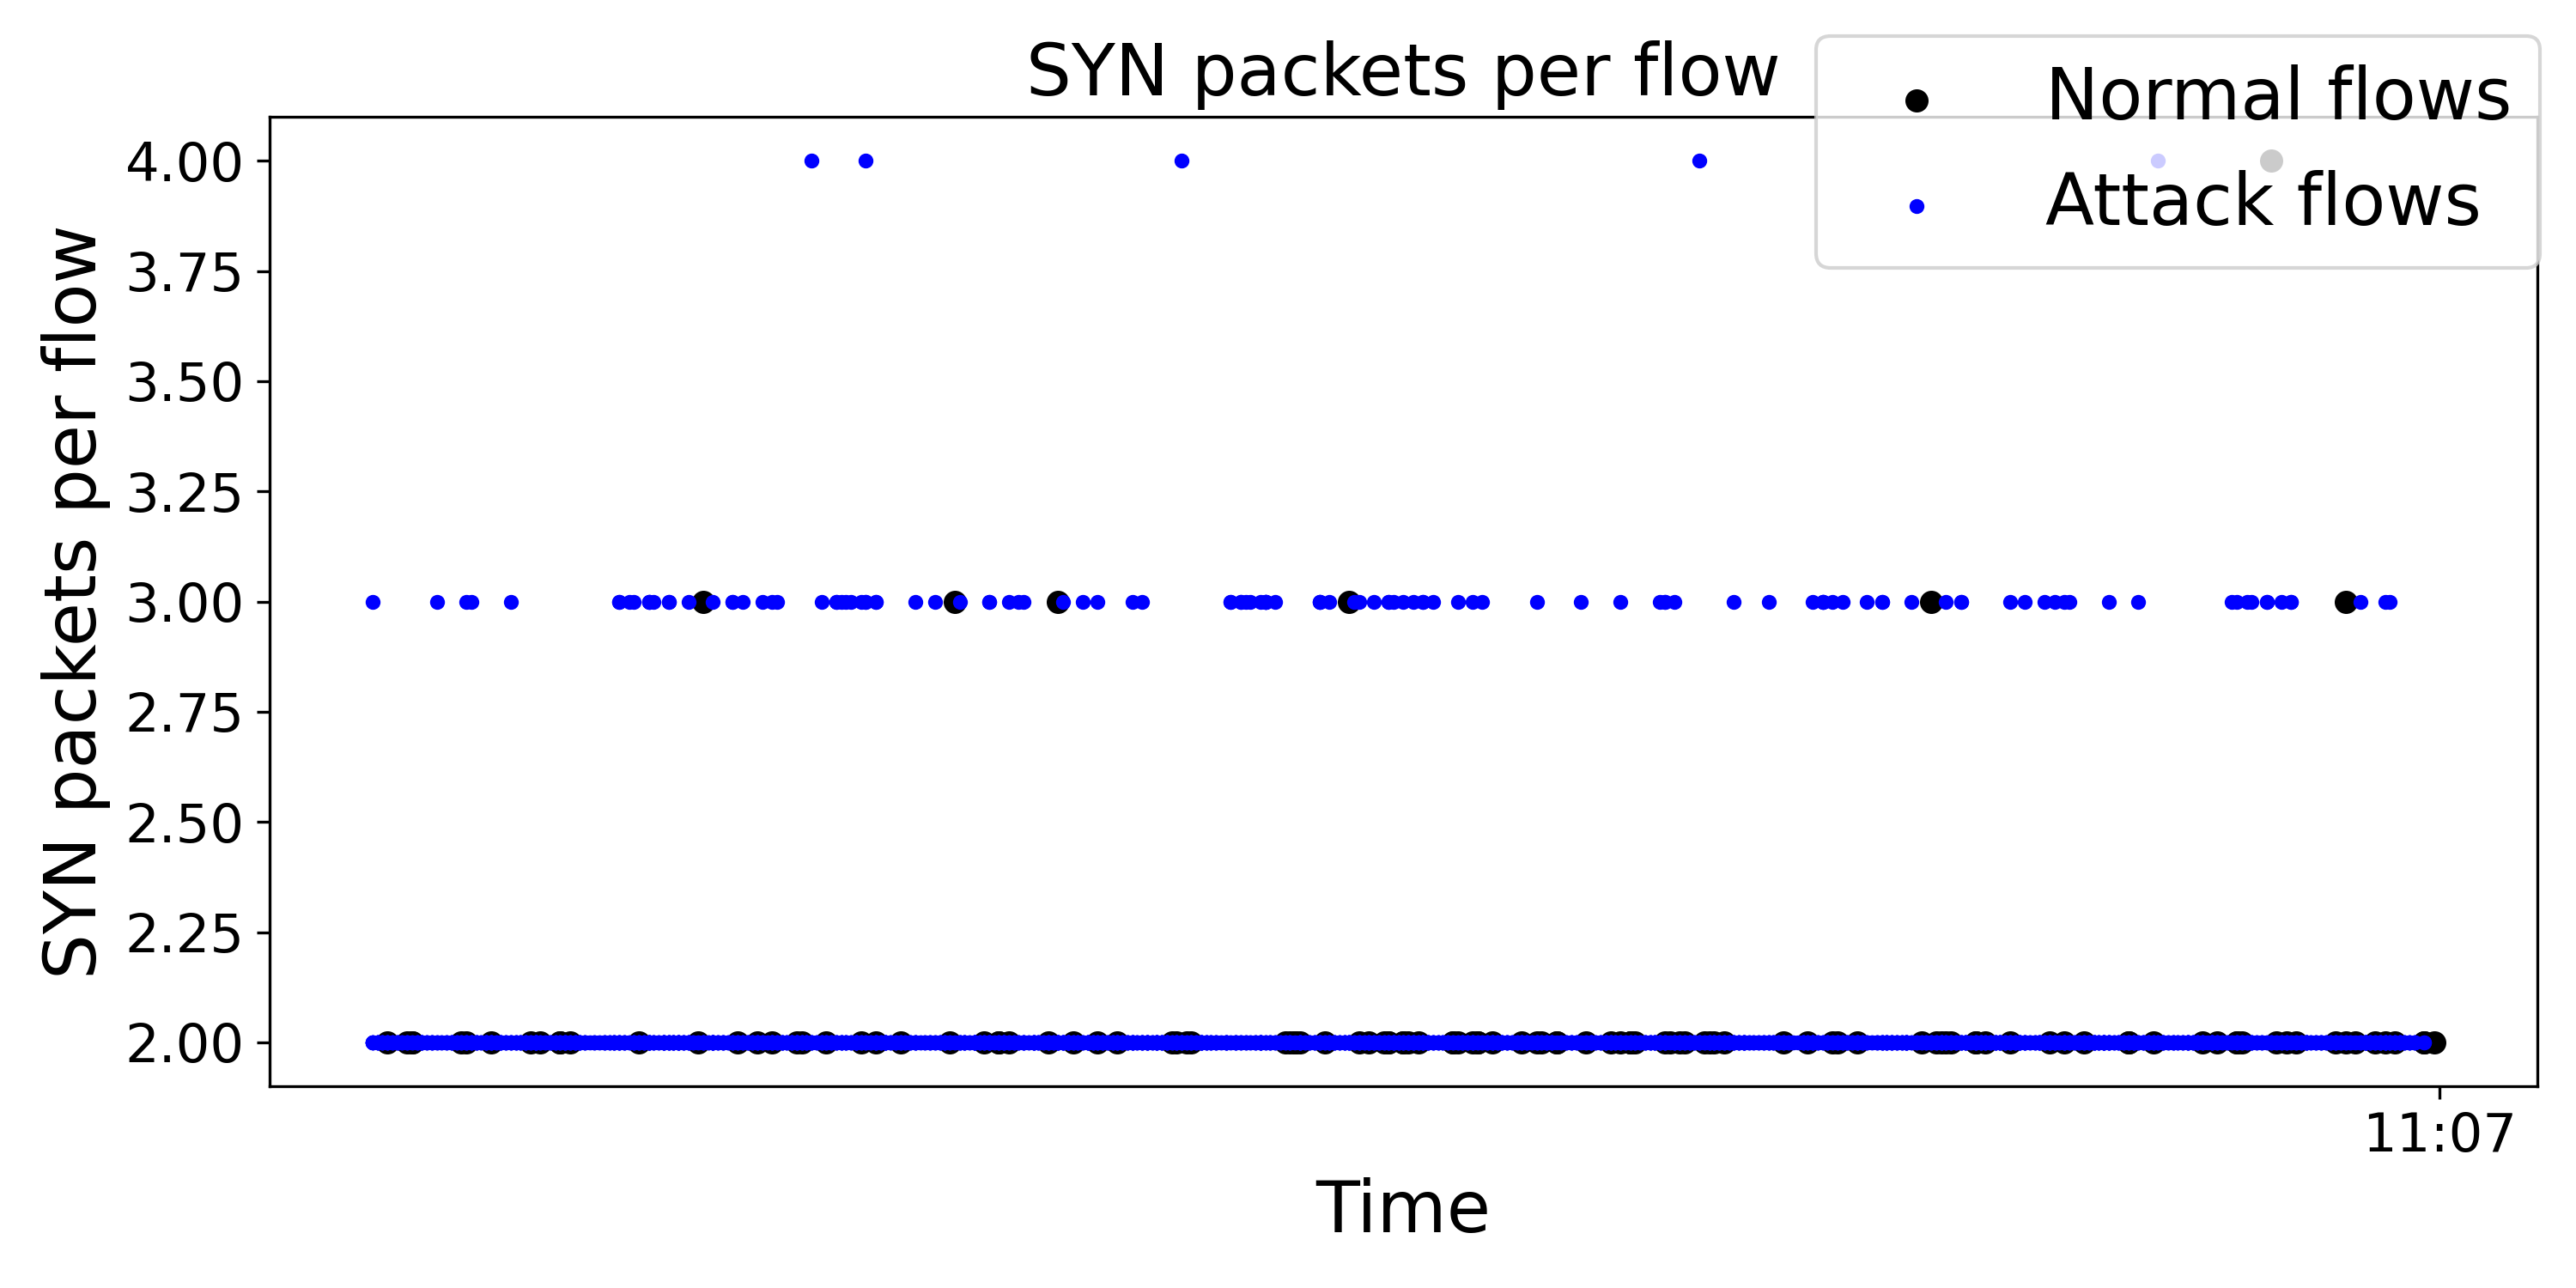 SYN packets per flow
Normal flows
Attack flows
SYN packets per flow
4.00
3.75
3.50
3.25
3.00
2.75
2.50
2.25
2.00
11:07
Time